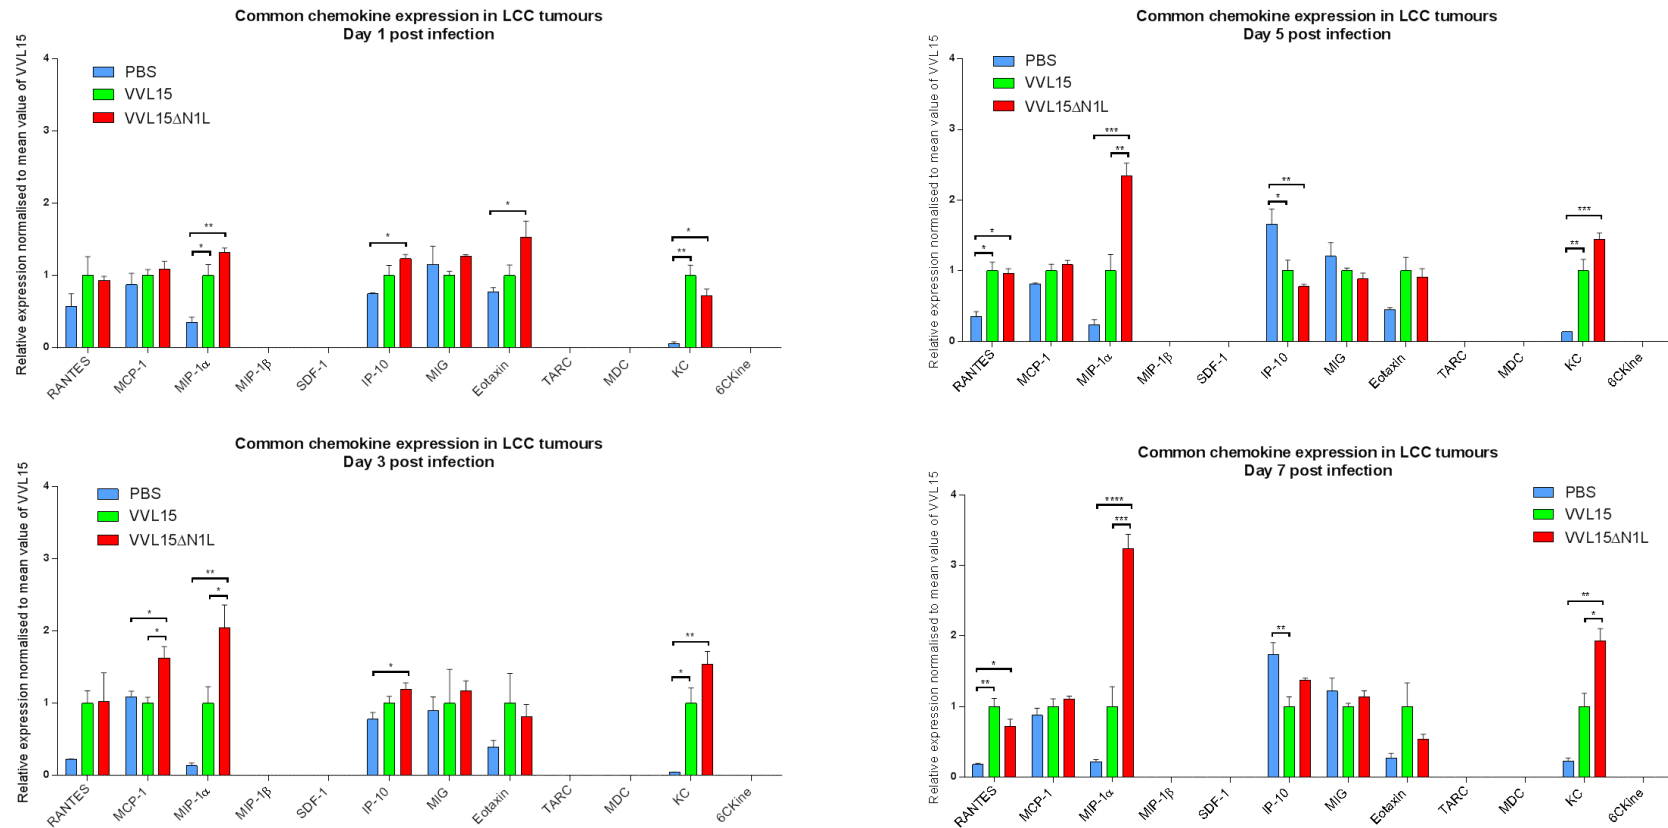 Common chemokine expression in LCC tumours
Day 1 post infection
Relative expression normalised to mean value of VVL15
4
3
2
1
0
PBS
VVL15
VVL15ΔN1L
*
**
*
*
*
**
RANTES
MCP-1
MIP-1α
MIP-1β
SDF-1
IP-10
MIG
Eotaxin
TARC
MDC
KC
6CKine
Common chemokine expression in LCC tumours
Day 5 post infection
Relative expression normalised to mean value of VVL15
4
3
2
1
0
PBS
VVL15
VVL15ΔN1L
*
*
***
**
**
*
***
**
RANTES
MCP-1
MIP-1α
MIP-1β
SDF-1
IP-10
MIG
Eotaxin
TARC
MDC
KC
6CKine
Common chemokine expression in LCC tumours
Day 3 post infection
Relative expression normalised to mean value of VVL15
4
3
2
1
0
PBS
VVL15
VVL15ΔN1L
*
*
**
*
*
**
*
RANTES
MCP-1
MIP-1α
MIP-1β
SDF-1
IP-10
MIG
Eotaxin
TARC
MDC
KC
6CKine
Common chemokine expression in LCC tumours
Day 7 post infection
Relative expression normalised to mean value of VVL15
4
3
2
1
0
PBS
VVL15
VVL15ΔN1L
*
**
****
***
**
**
*
RANTES
MCP-1
MIP-1α
MIP-1β
SDF-1
IP-10
MIG
Eotaxin
TARC
MDC
KC
6CKine